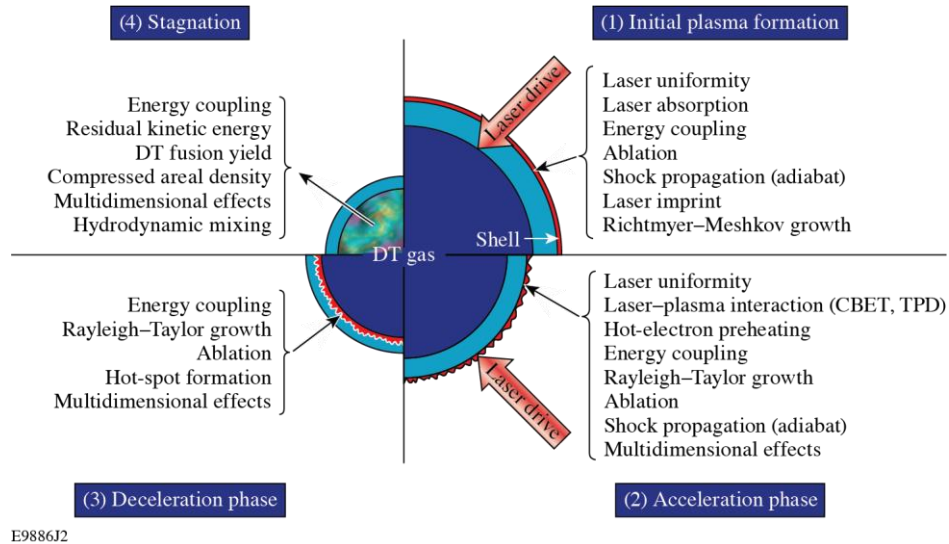 (4) Stagnation
(1) Initial plasma formation
Energy coupling
Residual kinetic energy
DT fusion yield
Compressed areal density
Multidimensional effects
Hydrodynamic mixing
Laser drive
Laser uniformity
Laser absorption
Energy coupling
Ablation
Shock propagation (adiabat)
Laser imprint
Richtmyer–Meshkov growth
Shell
DT gas
Energy coupling
Rayleigh–Taylor growth
Ablation
Hot-spot formation
Multidimensional effects
Laser drive
Laser uniformity
Laser–plasma interaction (CBET, TPD)
Hot-electron preheating
Energy coupling
Rayleigh–Taylor growth
Ablation
Shock propagation (adiabat)
Multidimensional effects
(3) Deceleration phase
(2) Acceleration phase
E9886J2